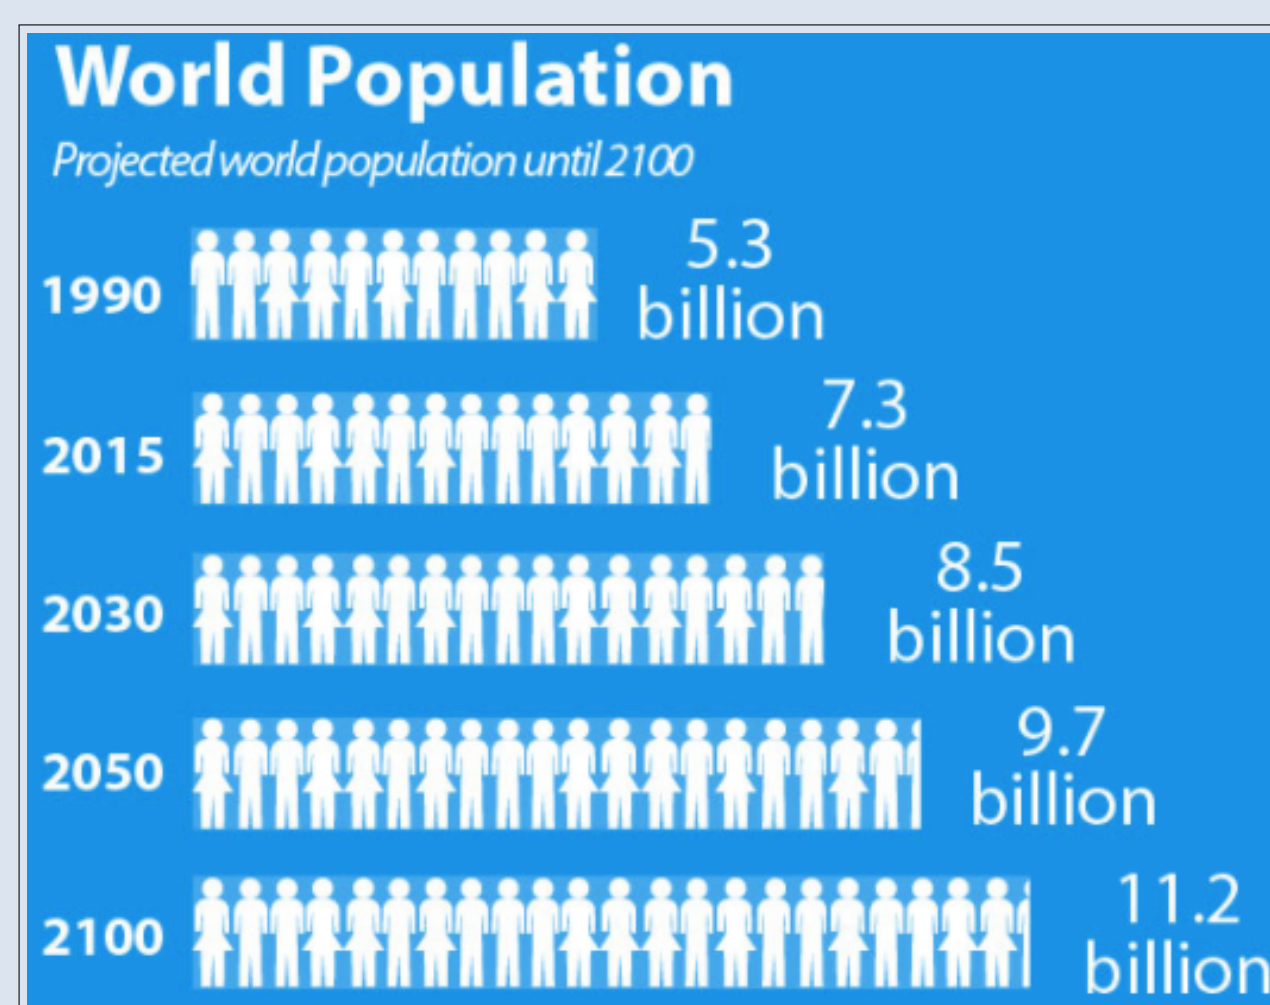 World Population
Projected world population until 2100
1990
5.3
billion
2015
7.3
billion
2030
8.5
billion
2050
9.7
billion
2100
11.2
billion